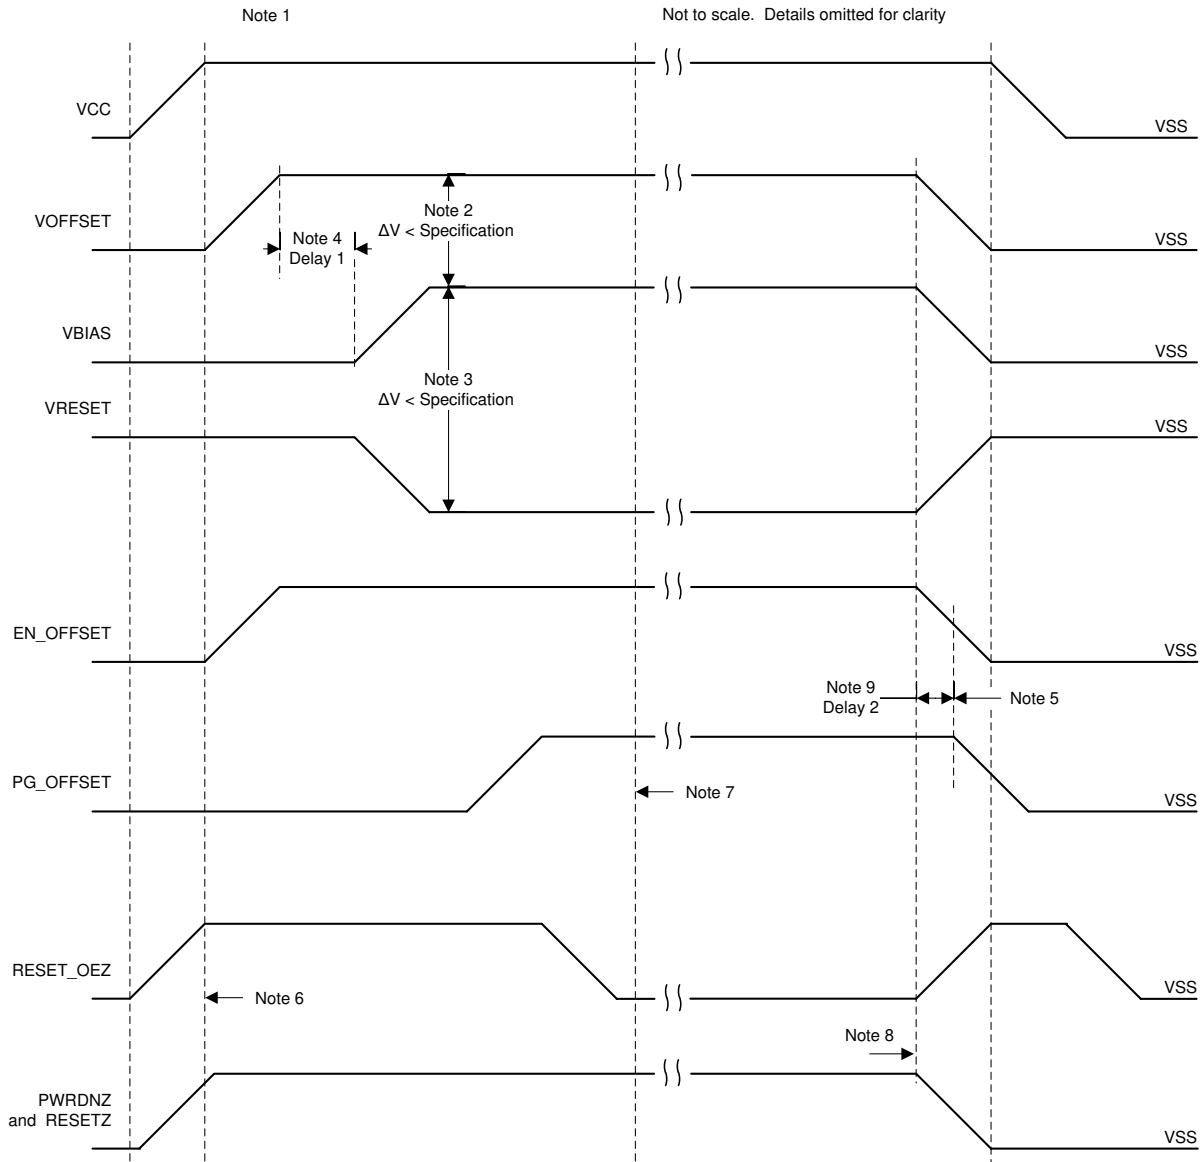 Note 1
Not to scale.  Details omitted for clarity
VCC
VSS
VOFFSET
Note 4
Delay 1
Note 2
ΔV < Specification
VSS
VBIAS
VSS
Note 3
ΔV < Specification
VRESET
VSS
EN_OFFSET
VSS
Note 9
Delay 2
Note 5
PG_OFFSET
Note 7
VSS
RESET_OEZ
Note 6
VSS
Note 8
PWRDNZ
and RESETZ
VSS